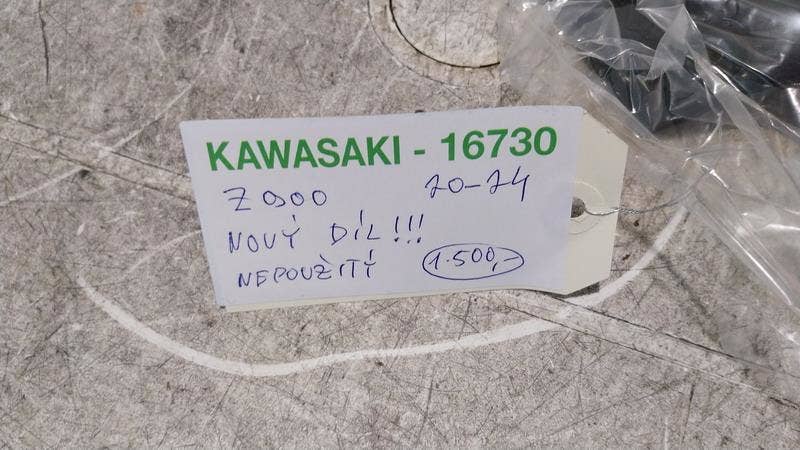 KAWASAKI - 16730
Z900 20-24
NOVÝ DÍL!!!
NEPOUŽITÝ 1.500,-